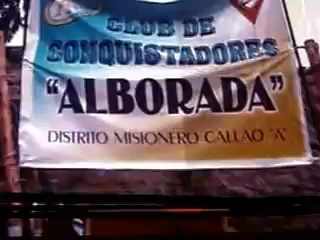 CLUB DE
CONQUISTADORES
"ALBORADA"
DISTRITO MISIONERO CALLAO "A"